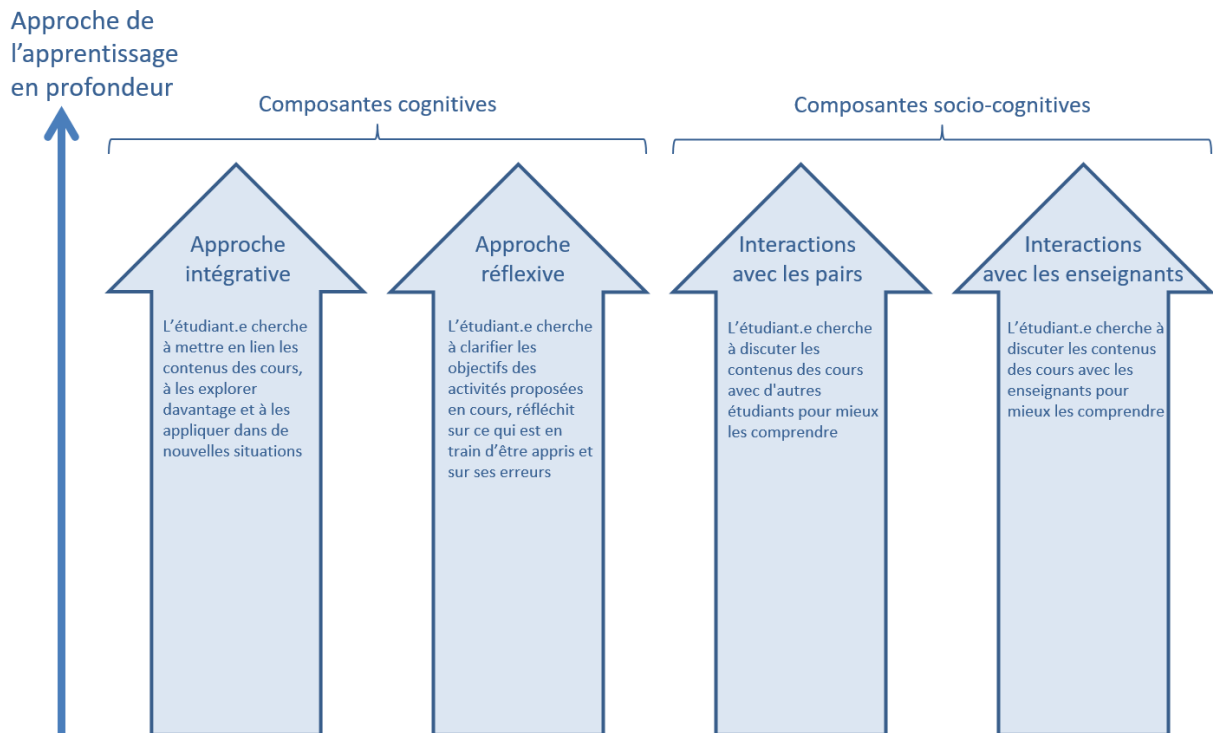 Approche de
l’apprentissage
en profondeur
Composantes cognitives
Composantes socio-cognitives
Approche
intégrative
L’étudiant.e cherche
à mettre en lien les
contenus des cours,
à les explorer
davantage et à les
appliquer dans de
nouvelles situations
Approche
réflexive
L’étudiant.e cherche
à clarifier les
objectifs des
activités proposées
en cours, réfléchit
sur ce qui est en
train d’être appris et
sur ses erreurs
Interactions
avec les pairs
L’étudiant.e cherche
à discuter les
contenus des cours
avec d'autres
étudiants pour mieux
les comprendre
Interactions
avec les enseignants
L’étudiant.e cherche à
discuter les contenus
des cours avec les
enseignants pour
mieux les comprendre